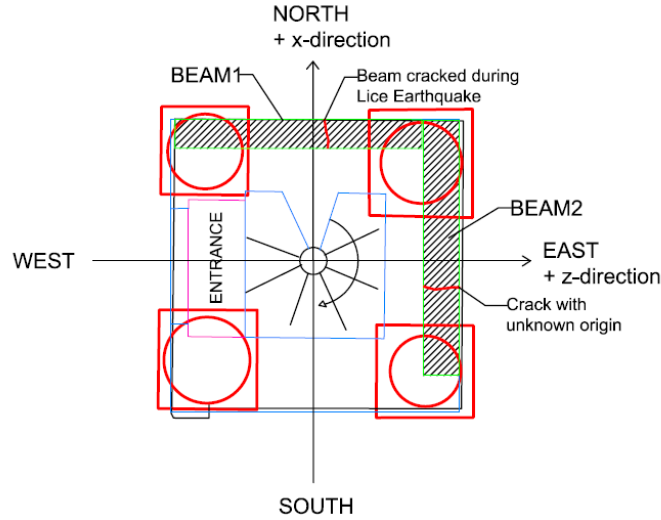 NORTH
+ x-direction
BEAM1
Beam cracked during
Lice Earthquake
BEAM2
WEST
ENTRANCE
EAST
+ z-direction
Crack with
unknown origin
SOUTH